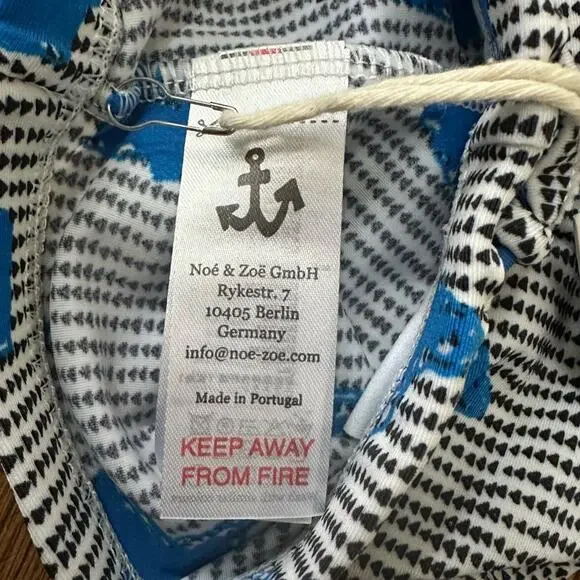 Noé & Zoë GmbH
Rykestr. 7
10405 Berlin
Germany
info@noe-zoe.com
Made in Portugal
KEEP AWAY
FROM FIRE